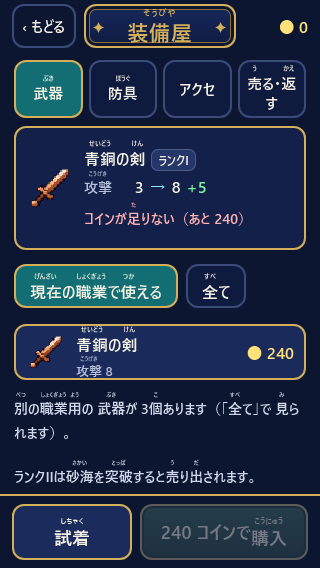 ‹ もどる
そうびや
装備屋
0
ぶき
武器
ぼうぐ
防具
アクセ
う かえ
売る・返
す
せいどう けん
青銅の剣 ランクI
こうげき
攻撃 3 → 8 +5
た
コインが足りない（あと 240）
げんざい しょくぎょう つか
現在の職業で使える
すべ
全て
せいどう けん
青銅の剣
こうげき
攻撃 8
240
べつ しょくぎょう よう ぶき こ すべ み
別の職業用の 武器が 3個あります（「全て」で 見ら
れます）。
さかい とっぱ う だ
ランクIIは砂海を突破すると売り出されます。
しちゃく
試着
こうにゅう
240 コインで購入